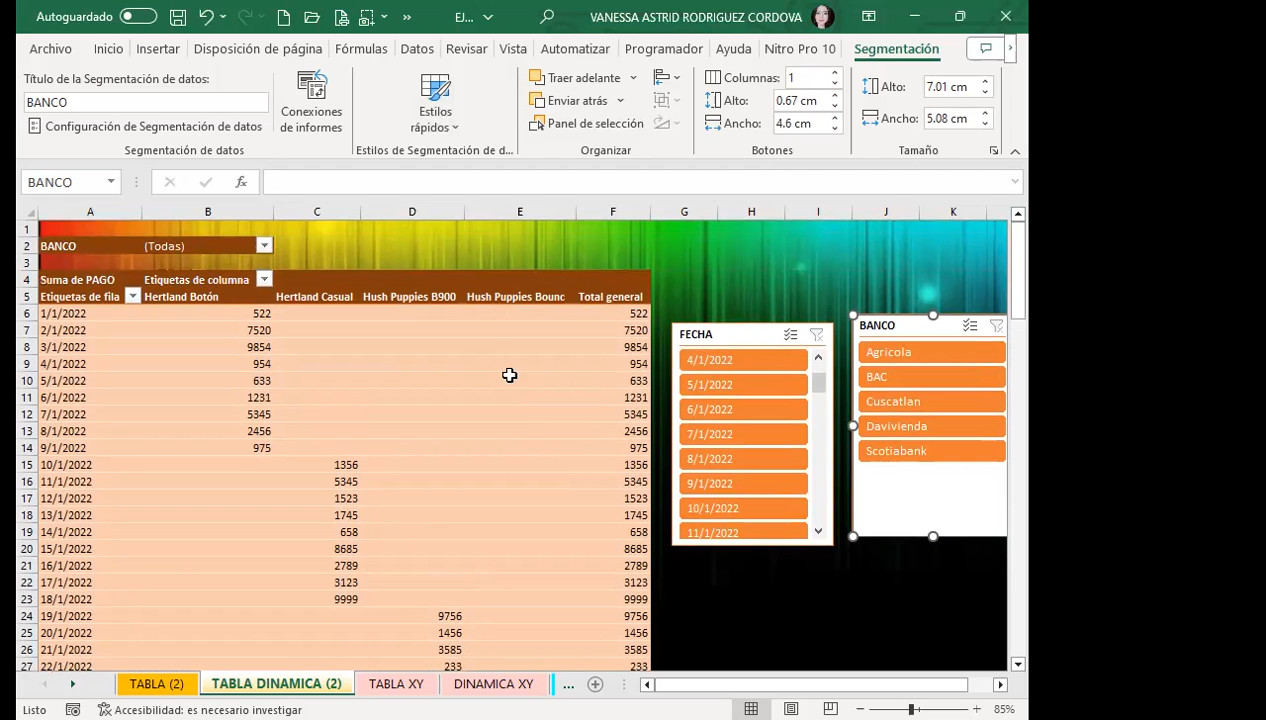 Autoguardado EJ... VANESSA ASTRID RODRIGUEZ CORDOVA
Archivo Inicio Insertar Disposición de página Fórmulas Datos Revisar Vista Automatizar Programador Ayuda Nitro Pro 10 Segmentación
Título de la Segmentación de datos:
BANCO
Configuración de Segmentación de datos
Conexiones
de informes
Segmentación de datos
Estilos
rápidos
Estilos de Segmentación de d...
Traer adelante
Enviar atrás
Panel de selección
Organizar
Columnas: 1
Alto: 0.67 cm
Ancho: 4.6 cm
Botones
Alto: 7.01 cm
Ancho: 5.08 cm
Tamaño
BANCO fx
A B C D E F G H I J K
1
2 BANCO (Todas)
3
4 Suma de PAGO Etiquetas de columna
5 Etiquetas de fila Hertland Botón Hertland Casual Hush Puppies B900 Hush Puppies Bounc Total general
6 1/1/2022 522 522
7 2/1/2022 7520 7520
8 3/1/2022 9854 9854
9 4/1/2022 954 954
10 5/1/2022 633 633
11 6/1/2022 1231 1231
12 7/1/2022 5345 5345
13 8/1/2022 2456 2456
14 9/1/2022 975 975
15 10/1/2022 1356 1356
16 11/1/2022 5345 5345
17 12/1/2022 1523 1523
18 13/1/2022 1745 1745
19 14/1/2022 658 658
20 15/1/2022 8685 8685
21 16/1/2022 2789 2789
22 17/1/2022 3123 3123
23 18/1/2022 9999 9999
24 19/1/2022 9756 9756
25 20/1/2022 1456 1456
26 21/1/2022 3585 3585
27 22/1/2022 233 233
FECHA
4/1/2022
5/1/2022
6/1/2022
7/1/2022
8/1/2022
9/1/2022
10/1/2022
11/1/2022
BANCO
Agricola
BAC
Cuscatlan
Davivienda
Scotiabank
TABLA (2) TABLA DINAMICA (2) TABLA XY DINAMICA XY ...
Listo Accesibilidad: es necesario investigar 85%